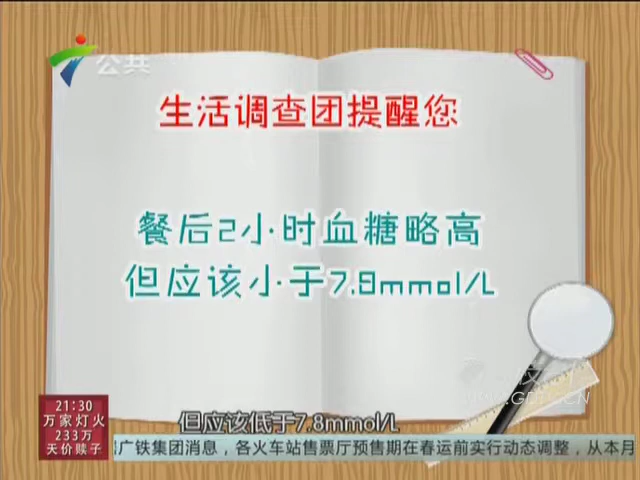 公共
生活调查团提醒您
餐后2小时血糖略高
但应该小于7.8mmol/L
21:30
万家灯火
233万
天价赎子
但应该低于7.8mmol/L
广铁集团消息，各火车站售票厅预售期在春运前实行动态调整，从本月